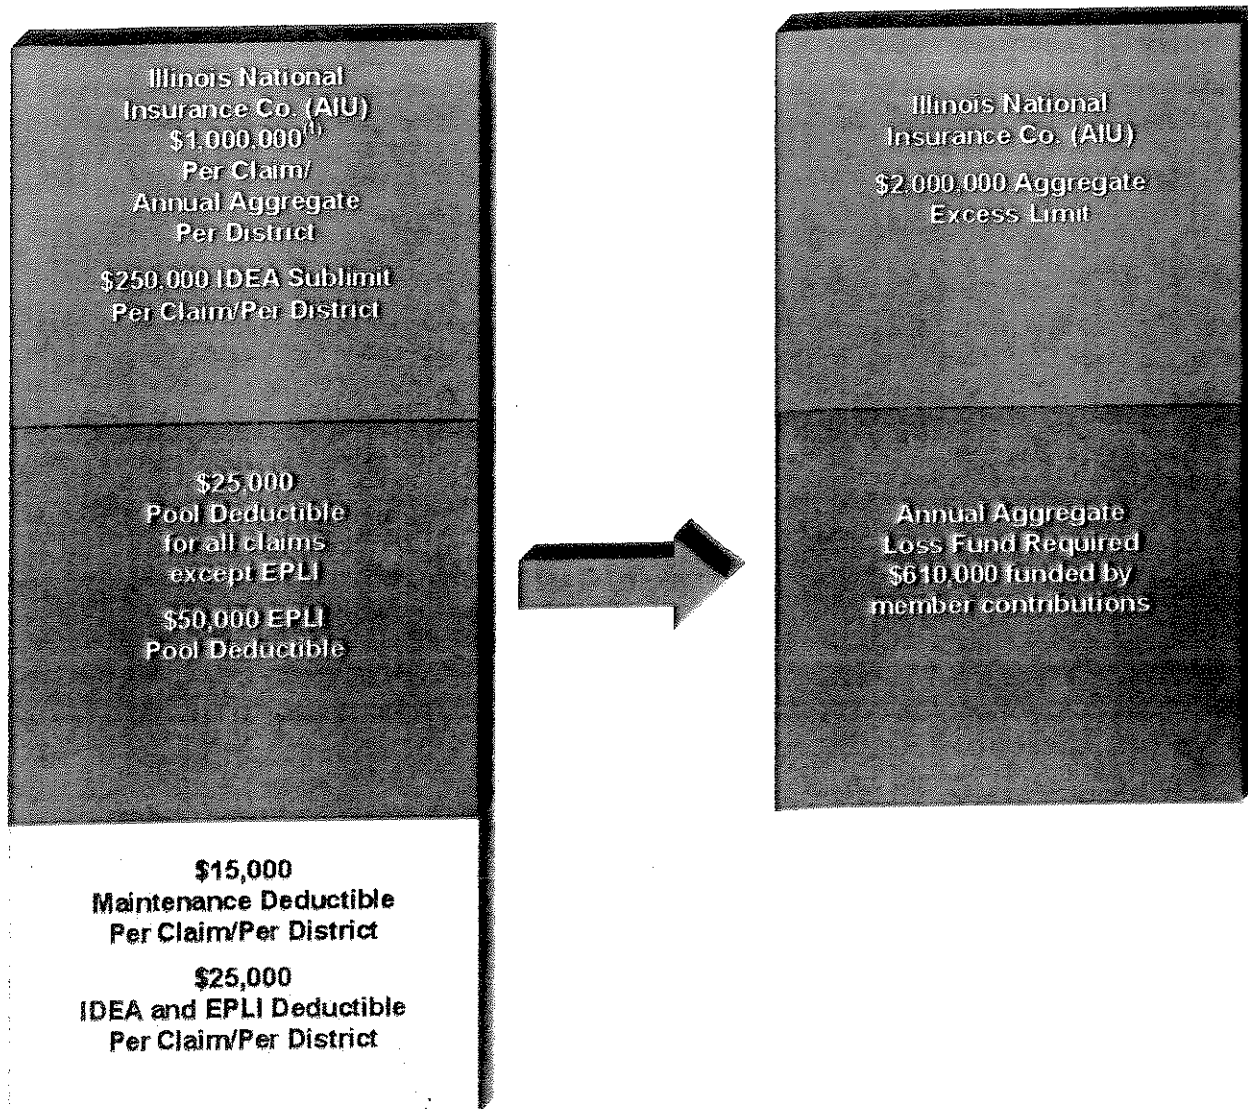 Illinois National
Insurance Co. (AIU)
$1,000,000(1)
Per Claim/
Annual Aggregate
Per District
$250,000 IDEA Sublimit
Per Claim/Per District
$25,000
Pool Deductible
for all claims
except EPLI
$50,000 EPLI
Pool Deductible
$15,000
Maintenance Deductible
Per Claim/Per District
$25,000
IDEA and EPLI Deductible
Per Claim/Per District
Illinois National
Insurance Co. (AIU)
$2,000,000 Aggregate
Excess Limit
Annual Aggregate
Loss Fund Required
$610,000 funded by
member contributions